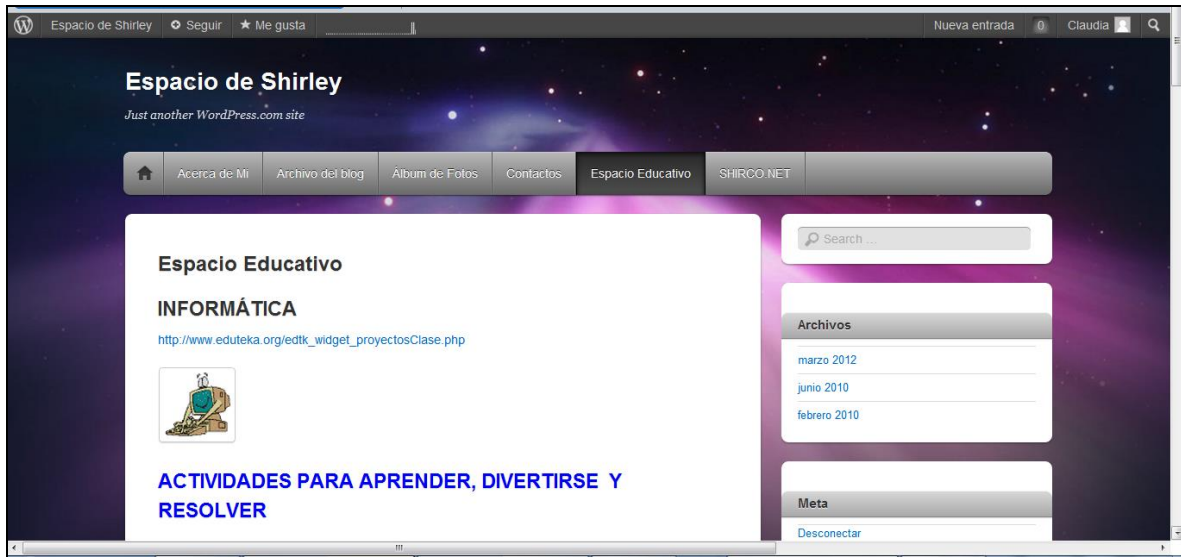 Espacio de Shirley Seguir Me gusta Nueva entrada 0 Claudia
Espacio de Shirley
Just another WordPress.com site
Acerca de Mi Archivo del blog Álbum de Fotos Contactos Espacio Educativo SHIRCO.NET
Search ...
Espacio Educativo
INFORMÁTICA
http://www.eduteka.org/edtk_widget_proyectosClase.php
ACTIVIDADES PARA APRENDER, DIVERTIRSE Y
RESOLVER
Archivos
marzo 2012
junio 2010
febrero 2010
Meta
Desconectar